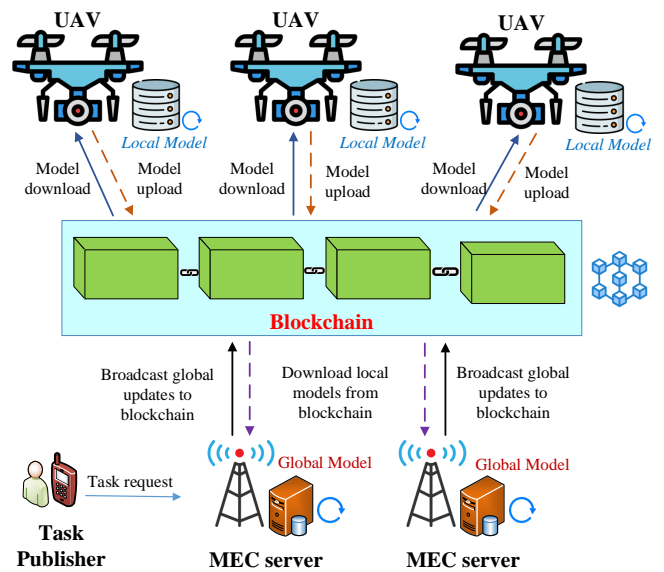 UAV
UAV
UAV
Local Model
Local Model
Local Model
Model
download
Model
upload
Model
download
Model
upload
Model
download
Model
upload
Blockchain
Broadcast global
updates to
blockchain
Download local
models from
blockchain
Broadcast global
updates to
blockchain
Task request
Global Model
Global Model
Task
Publisher
MEC server
MEC server